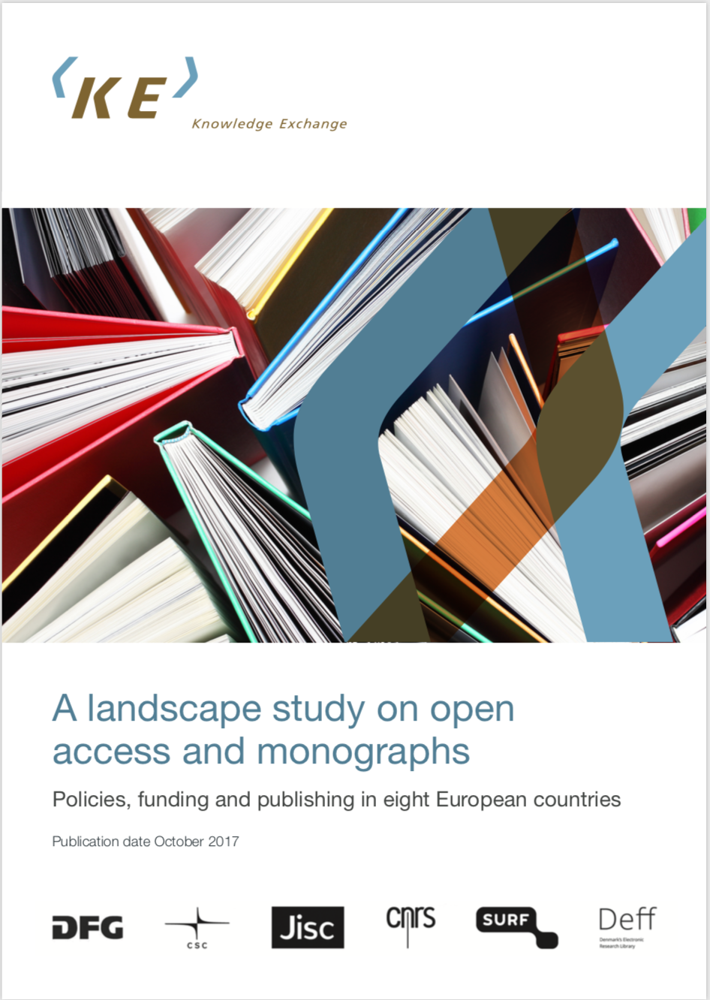 KE
Knowledge Exchange
A landscape study on open
access and monographs
Policies, funding and publishing in eight European countries
Publication date October 2017
DFG
CSC
Jisc
cnrs
SURF
Deff
Denmark's Electronic
Research Library